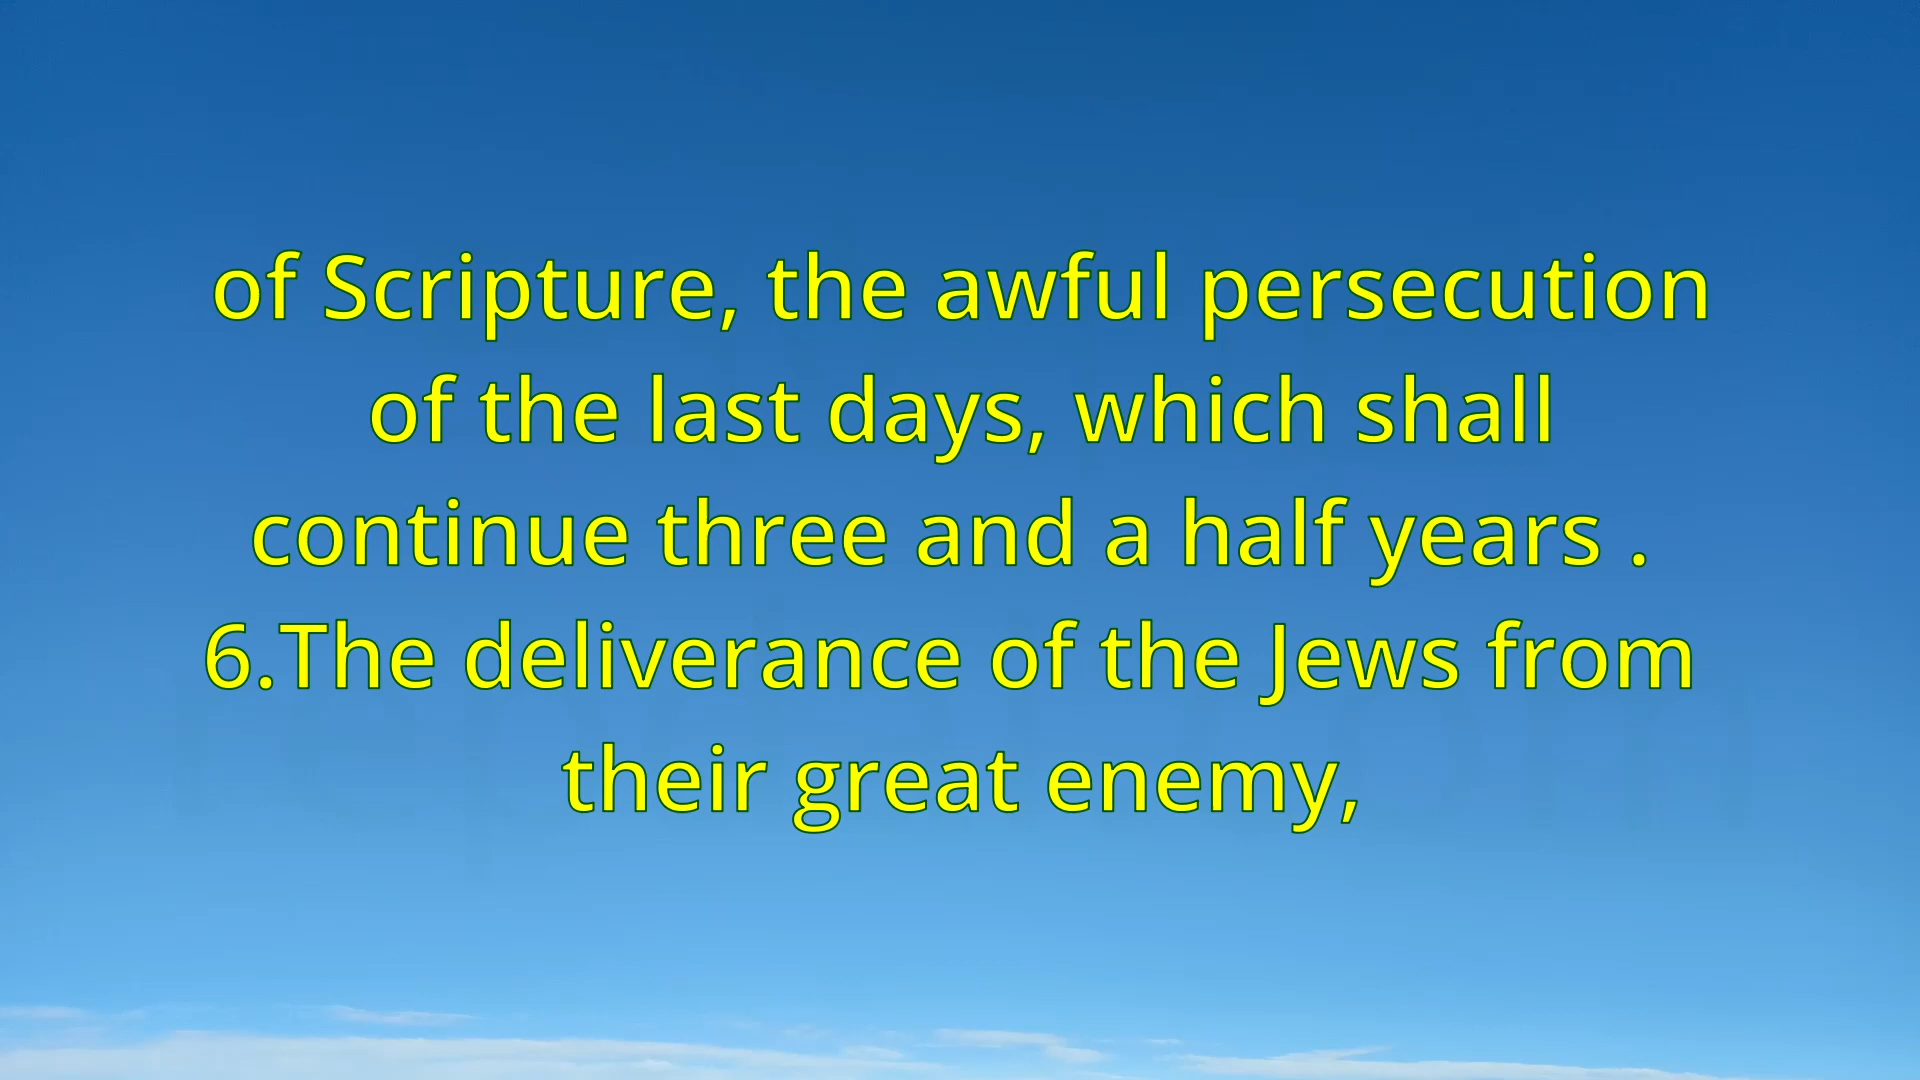 of Scripture, the awful persecution
of the last days, which shall
continue three and a half years .
6.The deliverance of the Jews from
their great enemy,